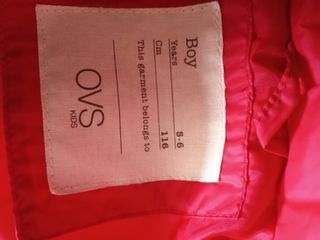 Boy
Years 5-6
Cm 116
This garment belongs to
OVS
KIDS